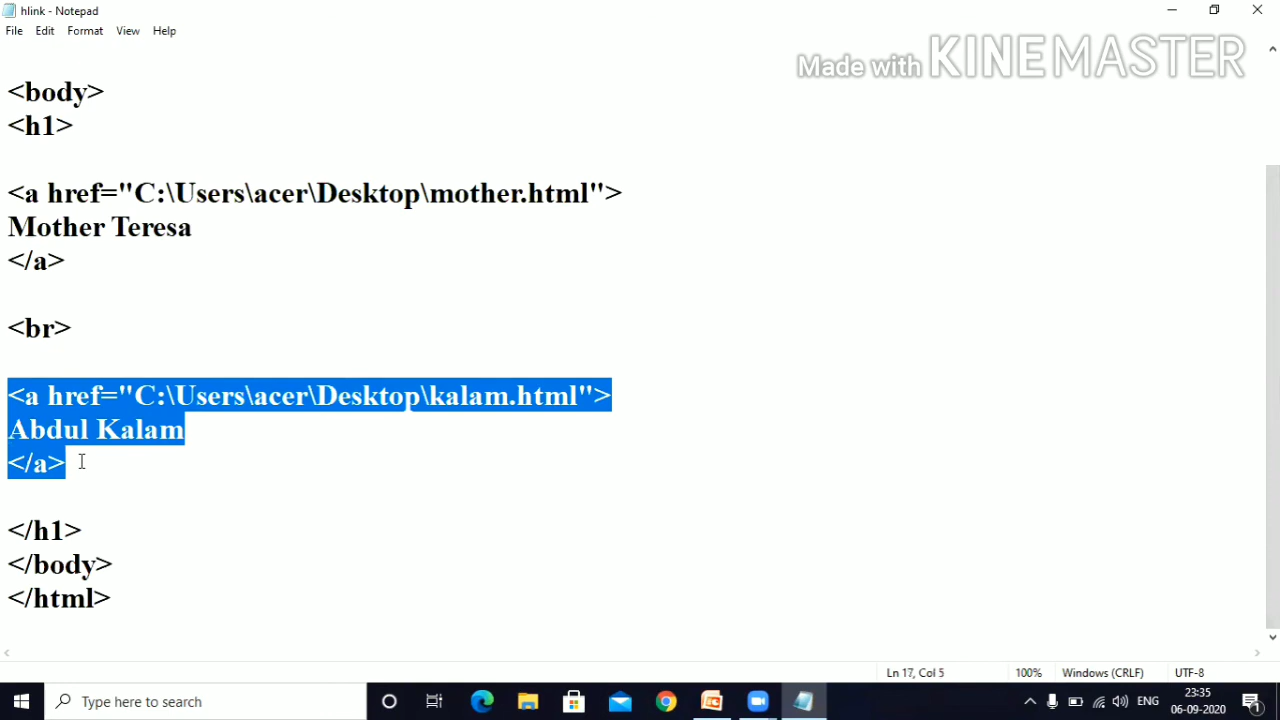 hlink - Notepad
File Edit Format View Help
Made with KINEMASTER
<body>
<h1>
<a href="C:\Users\acer\Desktop\mother.html">
Mother Teresa
</a>
<br>
<a href="C:\Users\acer\Desktop\kalam.html">
Abdul Kalam
</a>
</h1>
</body>
</html>
Ln 17, Col 5 100% Windows (CRLF) UTF-8
Type here to search
ENG
23:35
06-09-2020
1